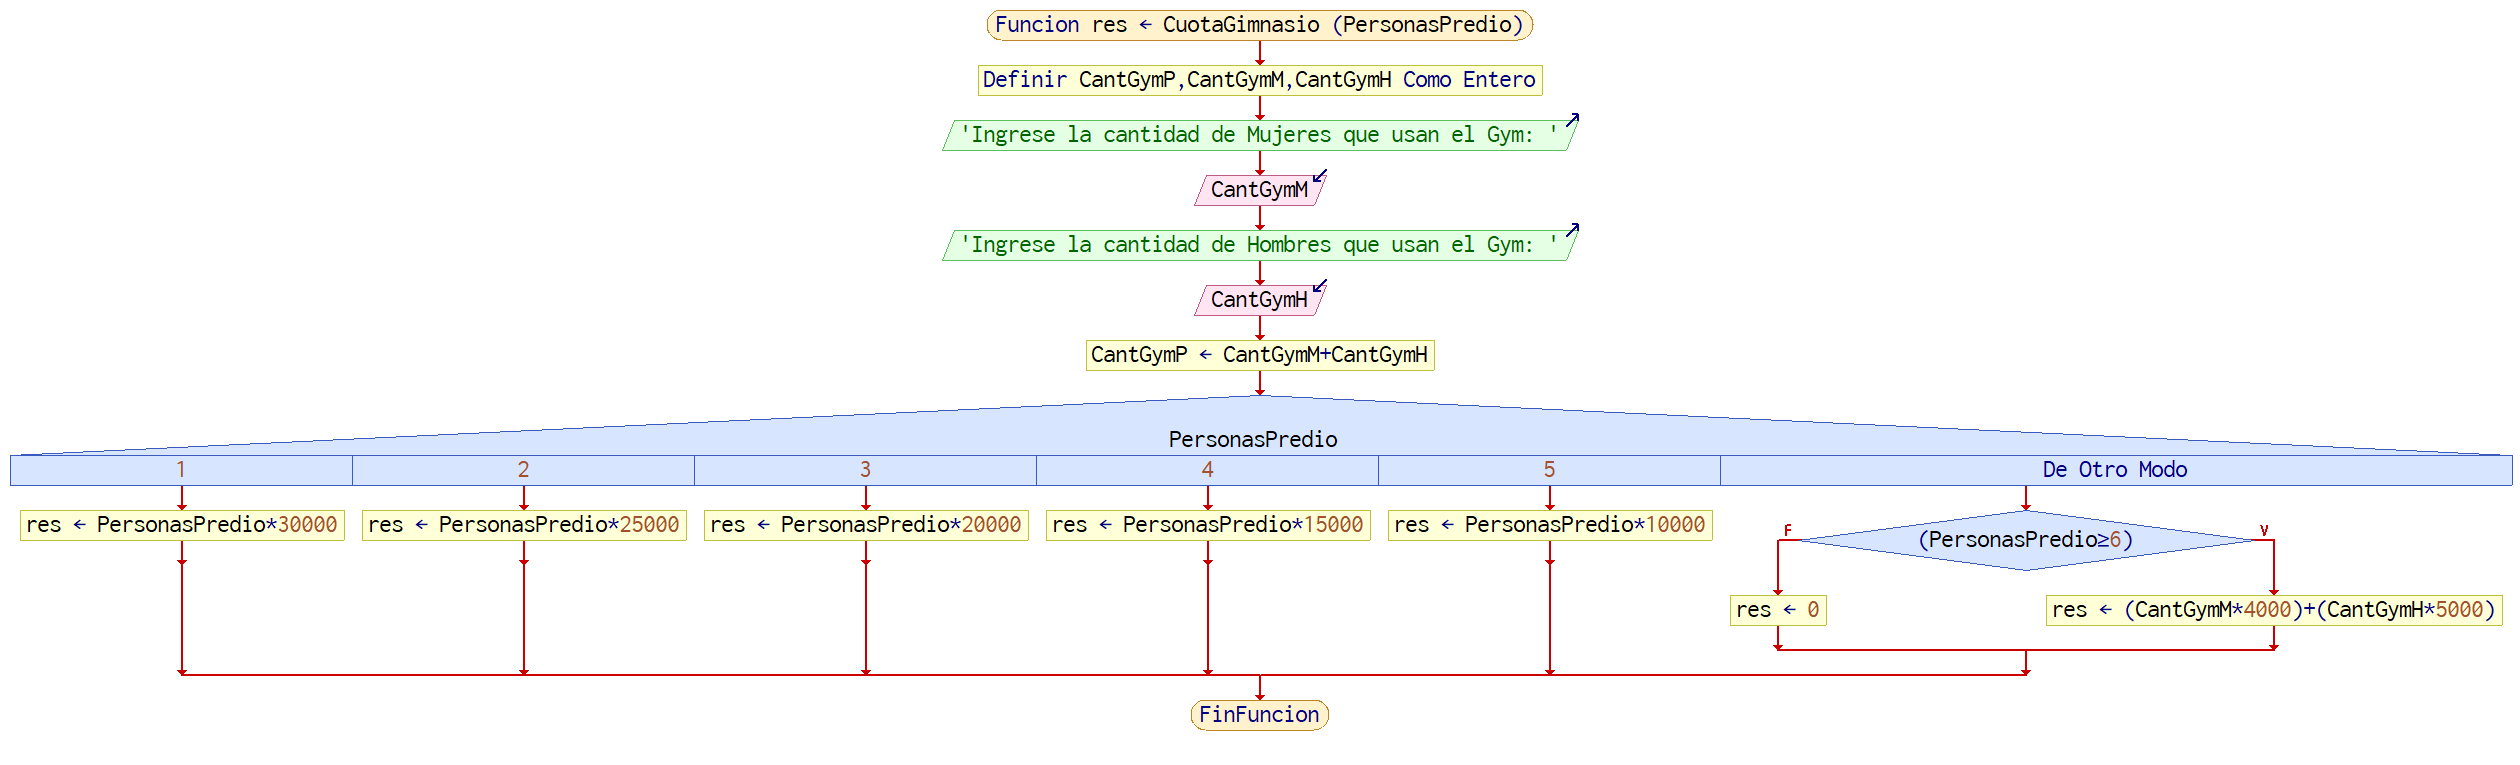 Funcion res ← CuotaGimnasio (PersonasPredio)
Definir CantGymP,CantGymM,CantGymH Como Entero
'Ingrese la cantidad de Mujeres que usan el Gym: '
CantGymM
'Ingrese la cantidad de Hombres que usan el Gym: '
CantGymH
CantGymP ← CantGymM+CantGymH
PersonasPredio
1 2 3 4 5 De Otro Modo
res ← PersonasPredio*30000 res ← PersonasPredio*25000 res ← PersonasPredio*20000 res ← PersonasPredio*15000 res ← PersonasPredio*10000
F (PersonasPredio≥6) V
res ← 0 res ← (CantGymM*4000)+(CantGymH*5000)
FinFuncion